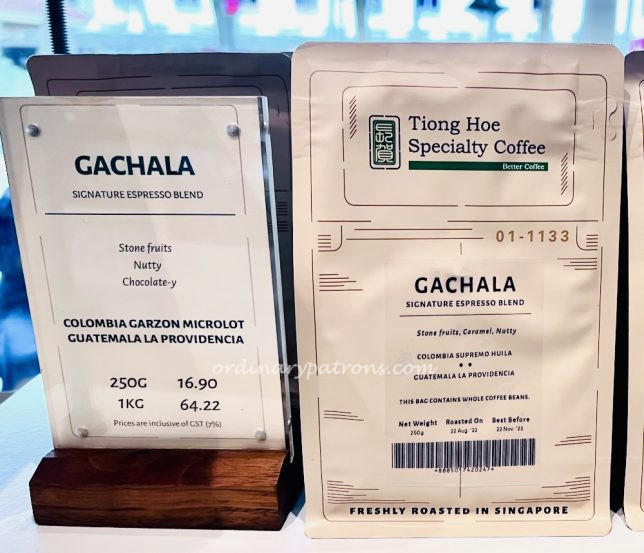 GACHALA
SIGNATURE ESPRESSO BLEND
Stone fruits
Nutty
Chocolate-y
COLOMBIA GARZON MICROLOT
GUATEMALA LA PROVIDENCIA
250G 16.90
1KG 64.22
Prices are inclusive of GST (7%)
Tiong Hoe
Specialty Coffee
Better Coffee
01-1133
GACHALA
SIGNATURE ESPRESSO BLEND
Stone fruits, Caramel, Nutty
COLOMBIA SUPREMO HUILA
GUATEMALA LA PROVIDENCIA
THIS BAG CONTAINS WHOLE COFFEE BEANS.
Net Weight Roasted On Best Before
250g 22 Aug '22 22 Nov. '22
*8885017420247*
FRESHLY ROASTED IN SINGAPORE
ordinarypatrons.com